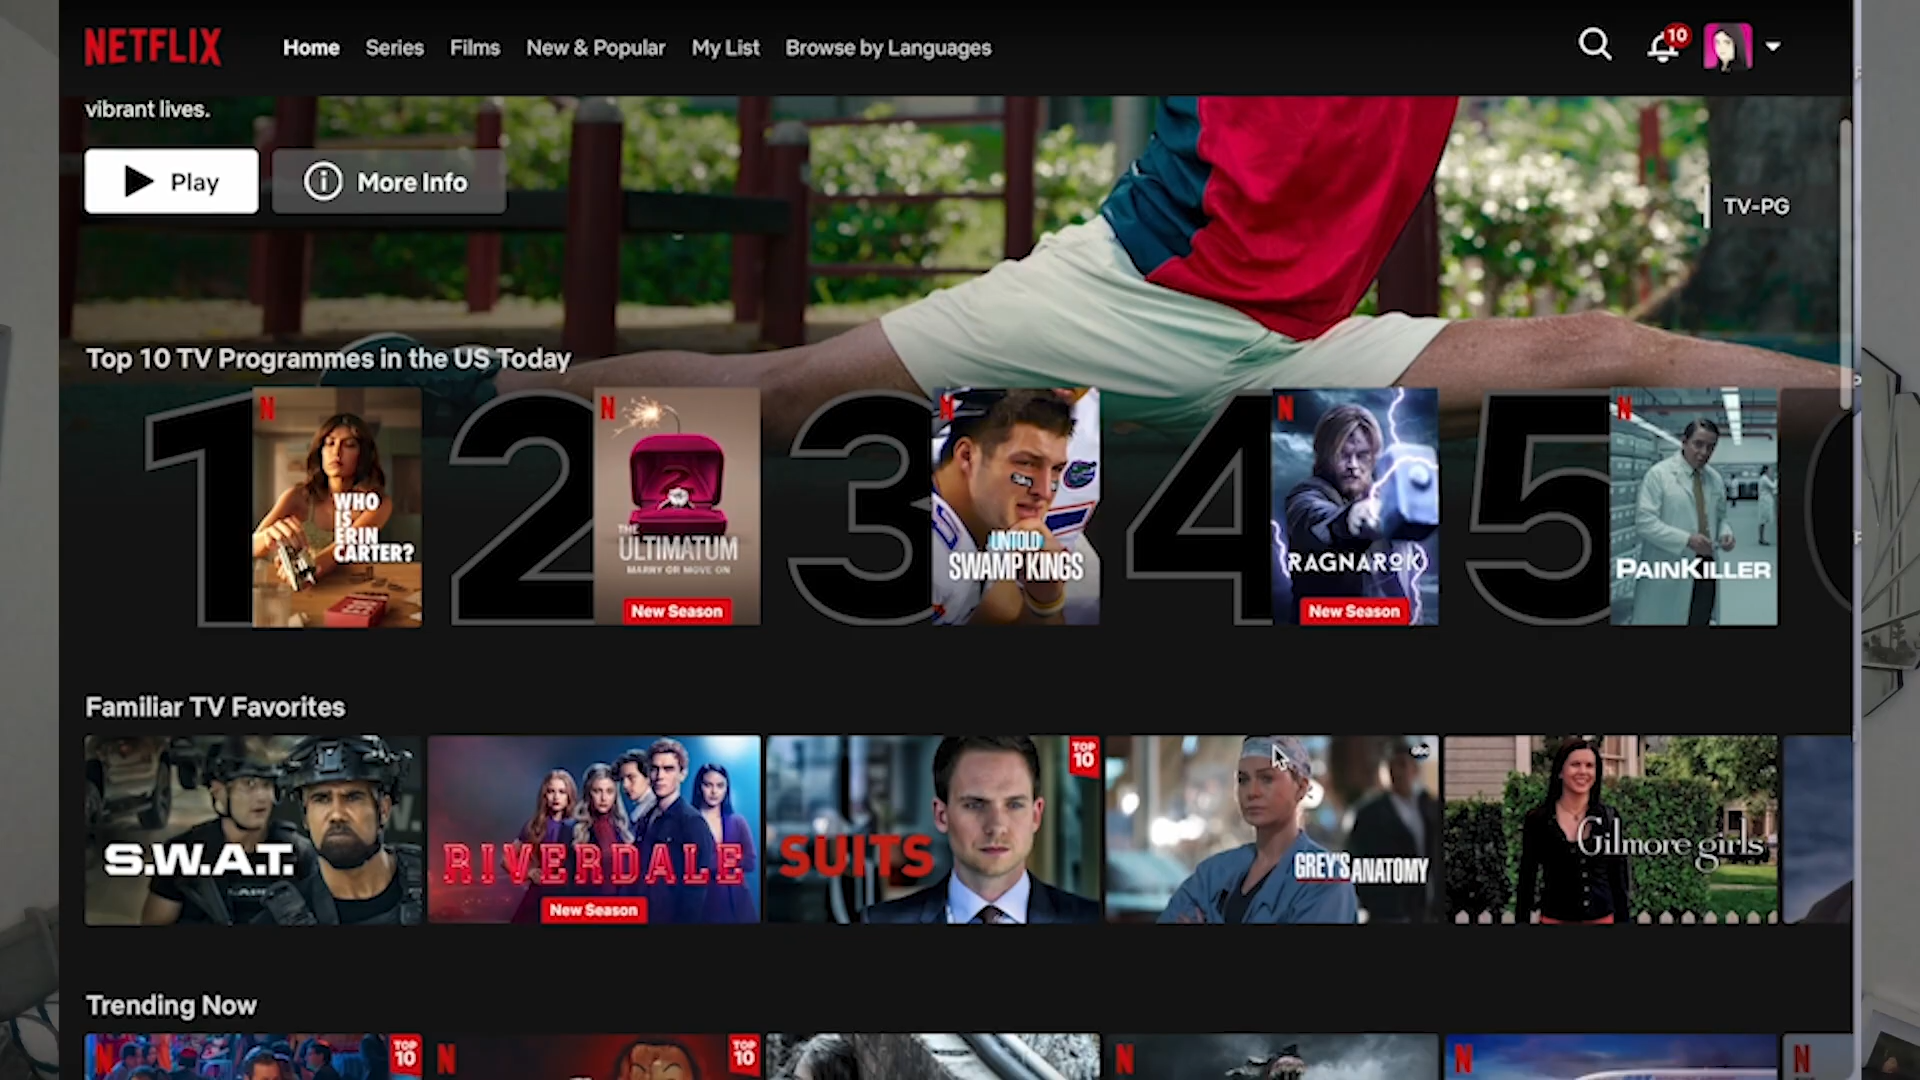 NETFLIX
Home Series Films New & Popular My List Browse by Languages
10
vibrant lives.
Play
More Info
TV-PG
Top 10 TV Programmes in the US Today
1 2 3 4 5
N
WHO
IS
ERIN
CARTER?
N
THE
ULTIMATUM
MARRY OR MOVE ON
New Season
N
UNTOLD
SWAMP KINGS
N
RAGNAROK
New Season
N
PAINKILLER
Familiar TV Favorites
S.W.A.T.
RIVERDALE
New Season
SUITS
TOP
10
abc
GREY'S ANATOMY
Gilmore girls
Trending Now
N
TOP
10
N
TOP
10
N
N
N